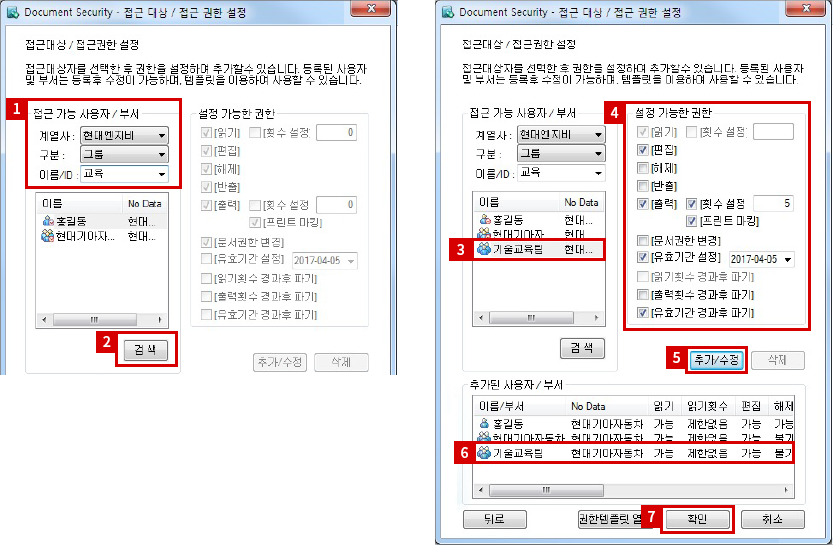 Document Security - 접근 대상 / 접근 권한 설정
접근대상 / 접근권한 설정
접근대상자를 선택한 후 권한을 설정하며 추가할수 있습니다. 등록된 사용자
및 부서는 등록후 수정이 가능하며, 템플릿을 이용하여 사용할 수 있습니다.
1
접근 가능 사용자 / 부서
계열사 : 현대엔지비
구분 : 그룹
이름/ID : 교육
이름 No Data
홍길동 현대...
현대기아자... 현대...
2
검 색
설정 가능한 권한
[읽기] [횟수 설정] 0
[편집]
[해제]
[반출]
[출력] [횟수 설정] 0
[프린트 마킹]
[문서권한 변경]
[유효기간 설정] 2017-04-05
[읽기횟수 경과후 파기]
[출력횟수 경과후 파기]
[유효기간 경과후 파기]
추가/수정 삭제
Document Security - 접근 대상 / 접근 권한 설정
접근대상 / 접근권한 설정
접근대상자를 선택한 후 권한을 설정하며 추가할수 있습니다. 등록된 사용자
및 부서는 등록후 수정이 가능하며, 템플릿을 이용하여 사용할 수 있습니다.
접근 가능 사용자 / 부서
계열사 : 현대엔지비
구분 : 그룹
이름/ID : 교육
이름 No Data
홍길동 현대...
현대기아자... 현대...
3
기술교육팀 현대...
검 색
4
설정 가능한 권한
[읽기] [횟수 설정]
[편집]
[해제]
[반출]
[출력] [횟수 설정] 5
[프린트 마킹]
[문서권한 변경]
[유효기간 설정] 2017-04-05
[읽기횟수 경과후 파기]
[출력횟수 경과후 파기]
[유효기간 경과후 파기]
5
추가/수정 삭제
추가된 사용자 / 부서
이름/부서 No Data 읽기 읽기횟수 편집 해제
홍길동 현대기아자동차 가능 제한없음 가능 가능
현대기아자동차 현대기아자동차 가능 제한없음 가능 불가
6
기술교육팀 현대기아자동차 가능 제한없음 가능 불가
뒤로 권한템플릿 열 7 확인 취소